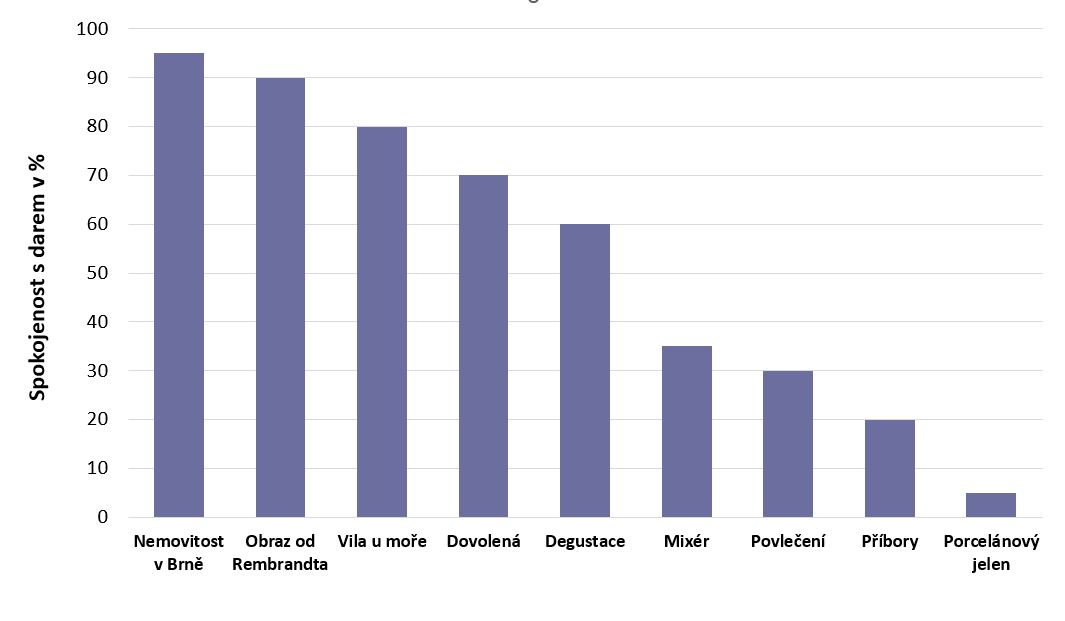 100
90
80
70
60
50
40
30
20
10
0
Spokojenost s darem v %
Nemovitost
v Brně
Obraz od
Rembrandta
Vila u moře
Dovolená
Degustace
Mixér
Povlečení
Příbory
Porcelánový
jelen